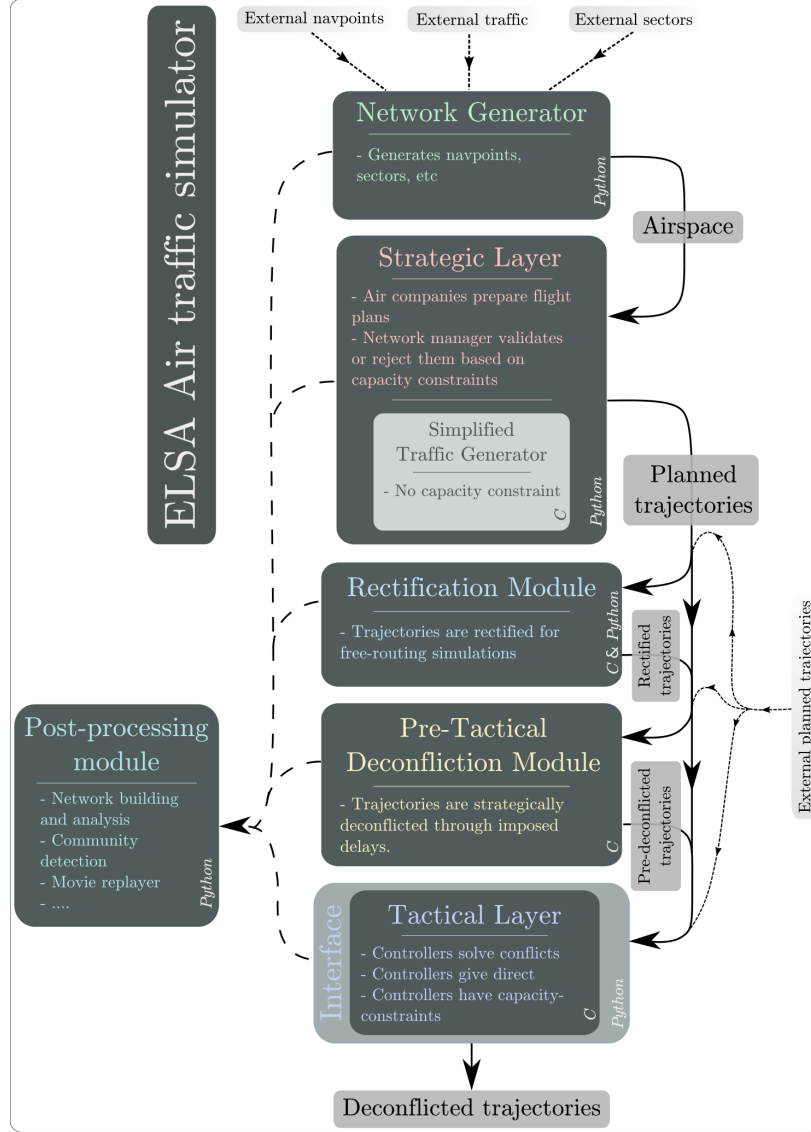 ELSA Air traffic simulator
External navpoints
External traffic
External sectors
Network Generator
- Generates navpoints,
sectors, etc
Python
Airspace
Strategic Layer
- Air companies prepare flight
plans
- Network manager validates
or reject them based on
capacity constraints
Simplified
Traffic Generator
- No capacity constraint
C
Python
Planned
trajectories
Rectification Module
- Trajectories are rectified for
free-routing simulations
C & Python
Rectified
trajectories
External planned trajectories
Pre-Tactical
Deconfliction Module
- Trajectories are strategically
deconflicted through imposed
delays.
C
Pre-deconflicted
trajectories
Post-processing
module
- Network building
and analysis
- Community
detection
- Movie replayer
- ....
Python
Interface
Tactical Layer
- Controllers solve conflicts
- Controllers give direct
- Controllers have capacity-
constraints
C
Python
Deconflicted trajectories